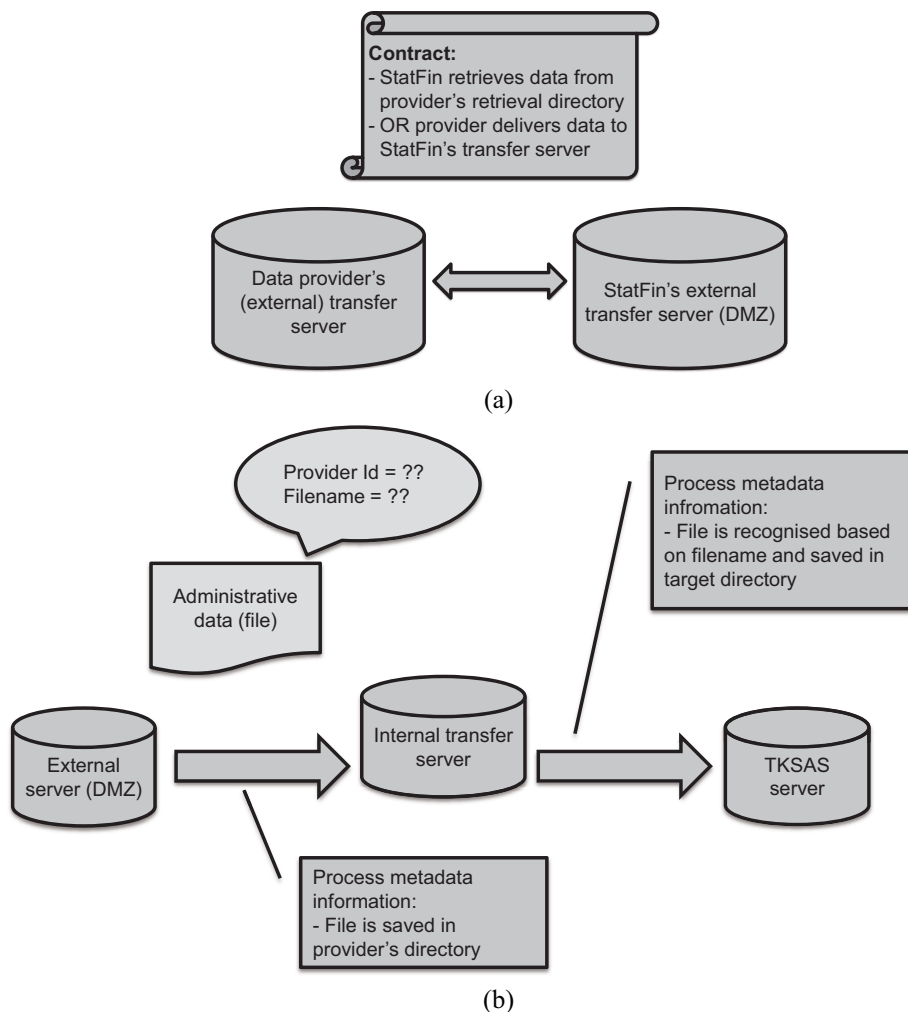 Contract:
- StatFin retrieves data from
provider's retrieval directory
- OR provider delivers data to
StatFin's transfer server
Data provider's
(external) transfer
server
StatFin's external
transfer server (DMZ)
(a)
Provider Id = ??
Filename = ??
Administrative
data (file)
Process metadata
infromation:
- File is recognised based
on filename and saved in
target directory
External
server (DMZ)
Internal transfer
server
TKSAS
server
Process metadata
information:
- File is saved in
provider's directory
(b)